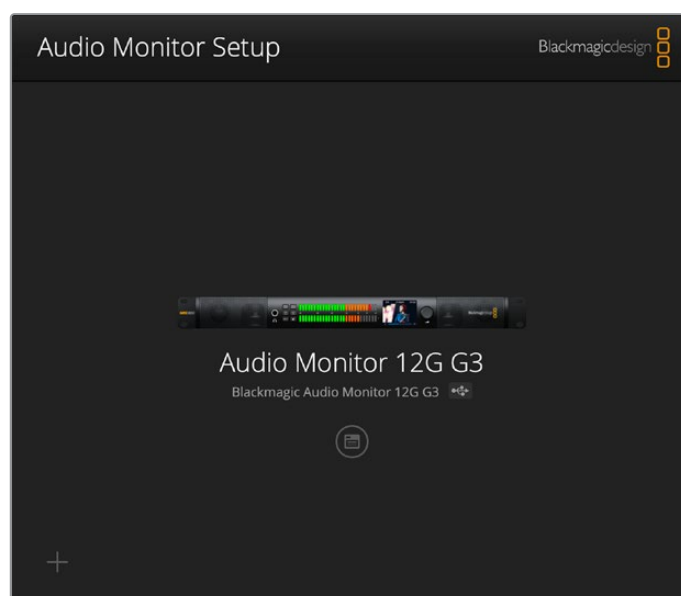 Audio Monitor Setup
Blackmagicdesign
Audio Monitor 12G G3
Blackmagic Audio Monitor 12G G3